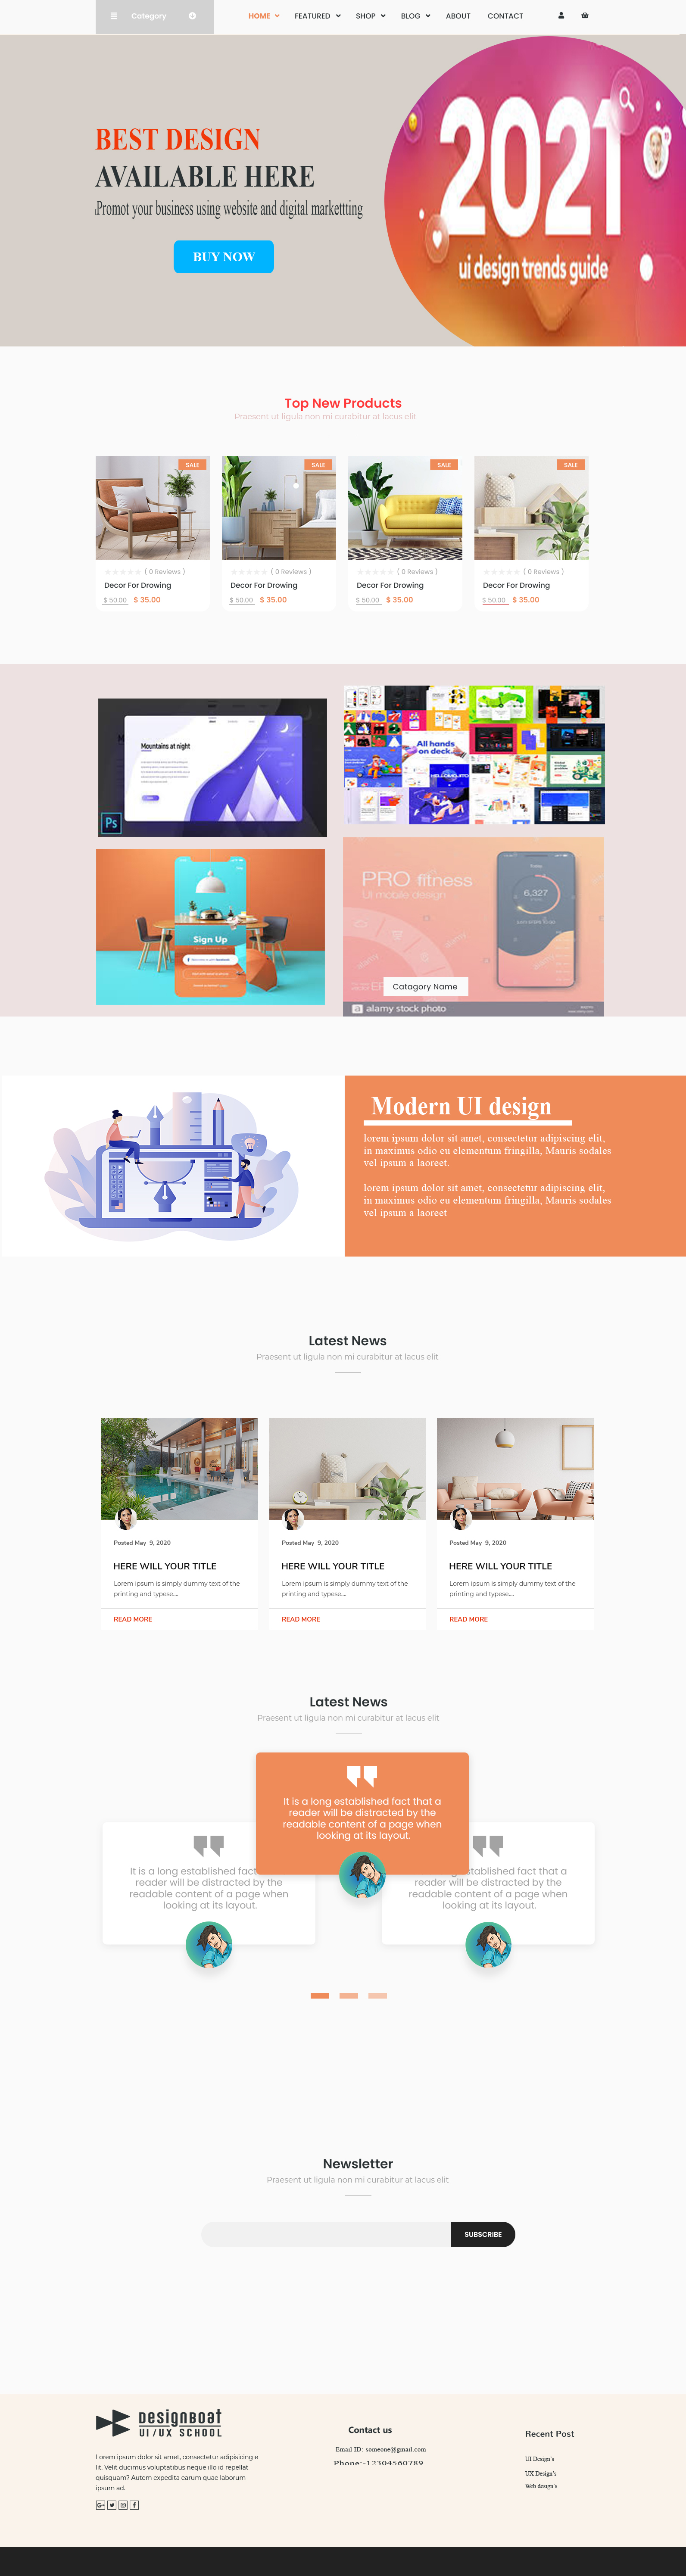 Category
HOME FEATURED SHOP BLOG ABOUT CONTACT
BEST DESIGN
AVAILABLE HERE
Promot your business using website and digital markettting
BUY NOW
2021
ui design trends guide
Top New Products
Praesent ut ligula non mi curabitur at lacus elit
SALE SALE SALE SALE
( 0 Reviews ) ( 0 Reviews ) ( 0 Reviews ) ( 0 Reviews )
Decor For Drowing Decor For Drowing Decor For Drowing Decor For Drowing
$ 50.00 $ 35.00 $ 50.00 $ 35.00 $ 50.00 $ 35.00 $ 50.00 $ 35.00
Mountains at night
Ps
All hands
on deck.
Sign Up
PRO fitness
UI mobile design
Today
6,327
Catagory Name
alamy stock photo
Modern UI design
lorem ipsum dolor sit amet, consectetur adipiscing elit,
in maximus odio eu elementum fringilla, Mauris sodales
vel ipsum a laoreet.
lorem ipsum dolor sit amet, consectetur adipiscing elit,
in maximus odio eu elementum fringilla, Mauris sodales
vel ipsum a laoreet
Latest News
Praesent ut ligula non mi curabitur at lacus elit
Posted May 9, 2020 Posted May 9, 2020 Posted May 9, 2020
HERE WILL YOUR TITLE HERE WILL YOUR TITLE HERE WILL YOUR TITLE
Lorem ipsum is simply dummy text of the Lorem ipsum is simply dummy text of the Lorem ipsum is simply dummy text of the
printing and typese... printing and typese... printing and typese...
READ MORE READ MORE READ MORE
Latest News
Praesent ut ligula non mi curabitur at lacus elit
It is a long established fact that a
reader will be distracted by the
readable content of a page when
looking at its layout.
It is a long established fact
reader will be distracted by the
readable content of a page when
looking at its layout.
established fact that a
reader will be distracted by the
readable content of a page when
looking at its layout.
Newsletter
Praesent ut ligula non mi curabitur at lacus elit
SUBSCRIBE
DESIGNBOAT
UI/UX SCHOOL
Lorem ipsum dolor sit amet, consectetur adipisicing e
lit. Velit ducimus voluptatibus neque illo id repellat
quisquam? Autem expedita earum quae laborum
ipsum ad.
Contact us
Email ID:-someone@gmail.com
Phone:-12304560789
Recent Post
UI Design's
UX Design's
Web design's